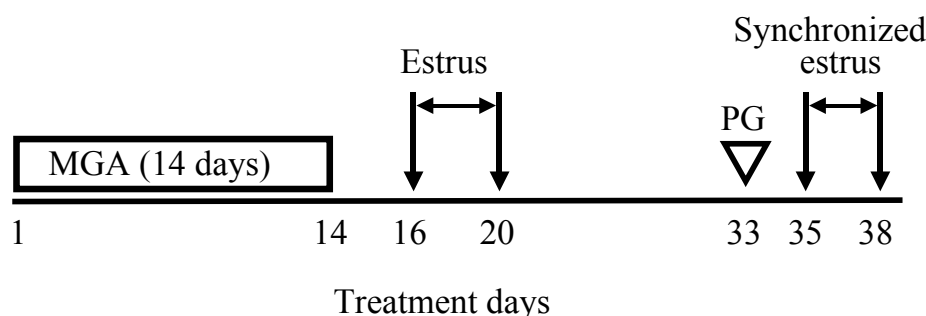 Synchronized
estrus
Estrus
PG
MGA (14 days)
1 14 16 20 33 35 38
Treatment days